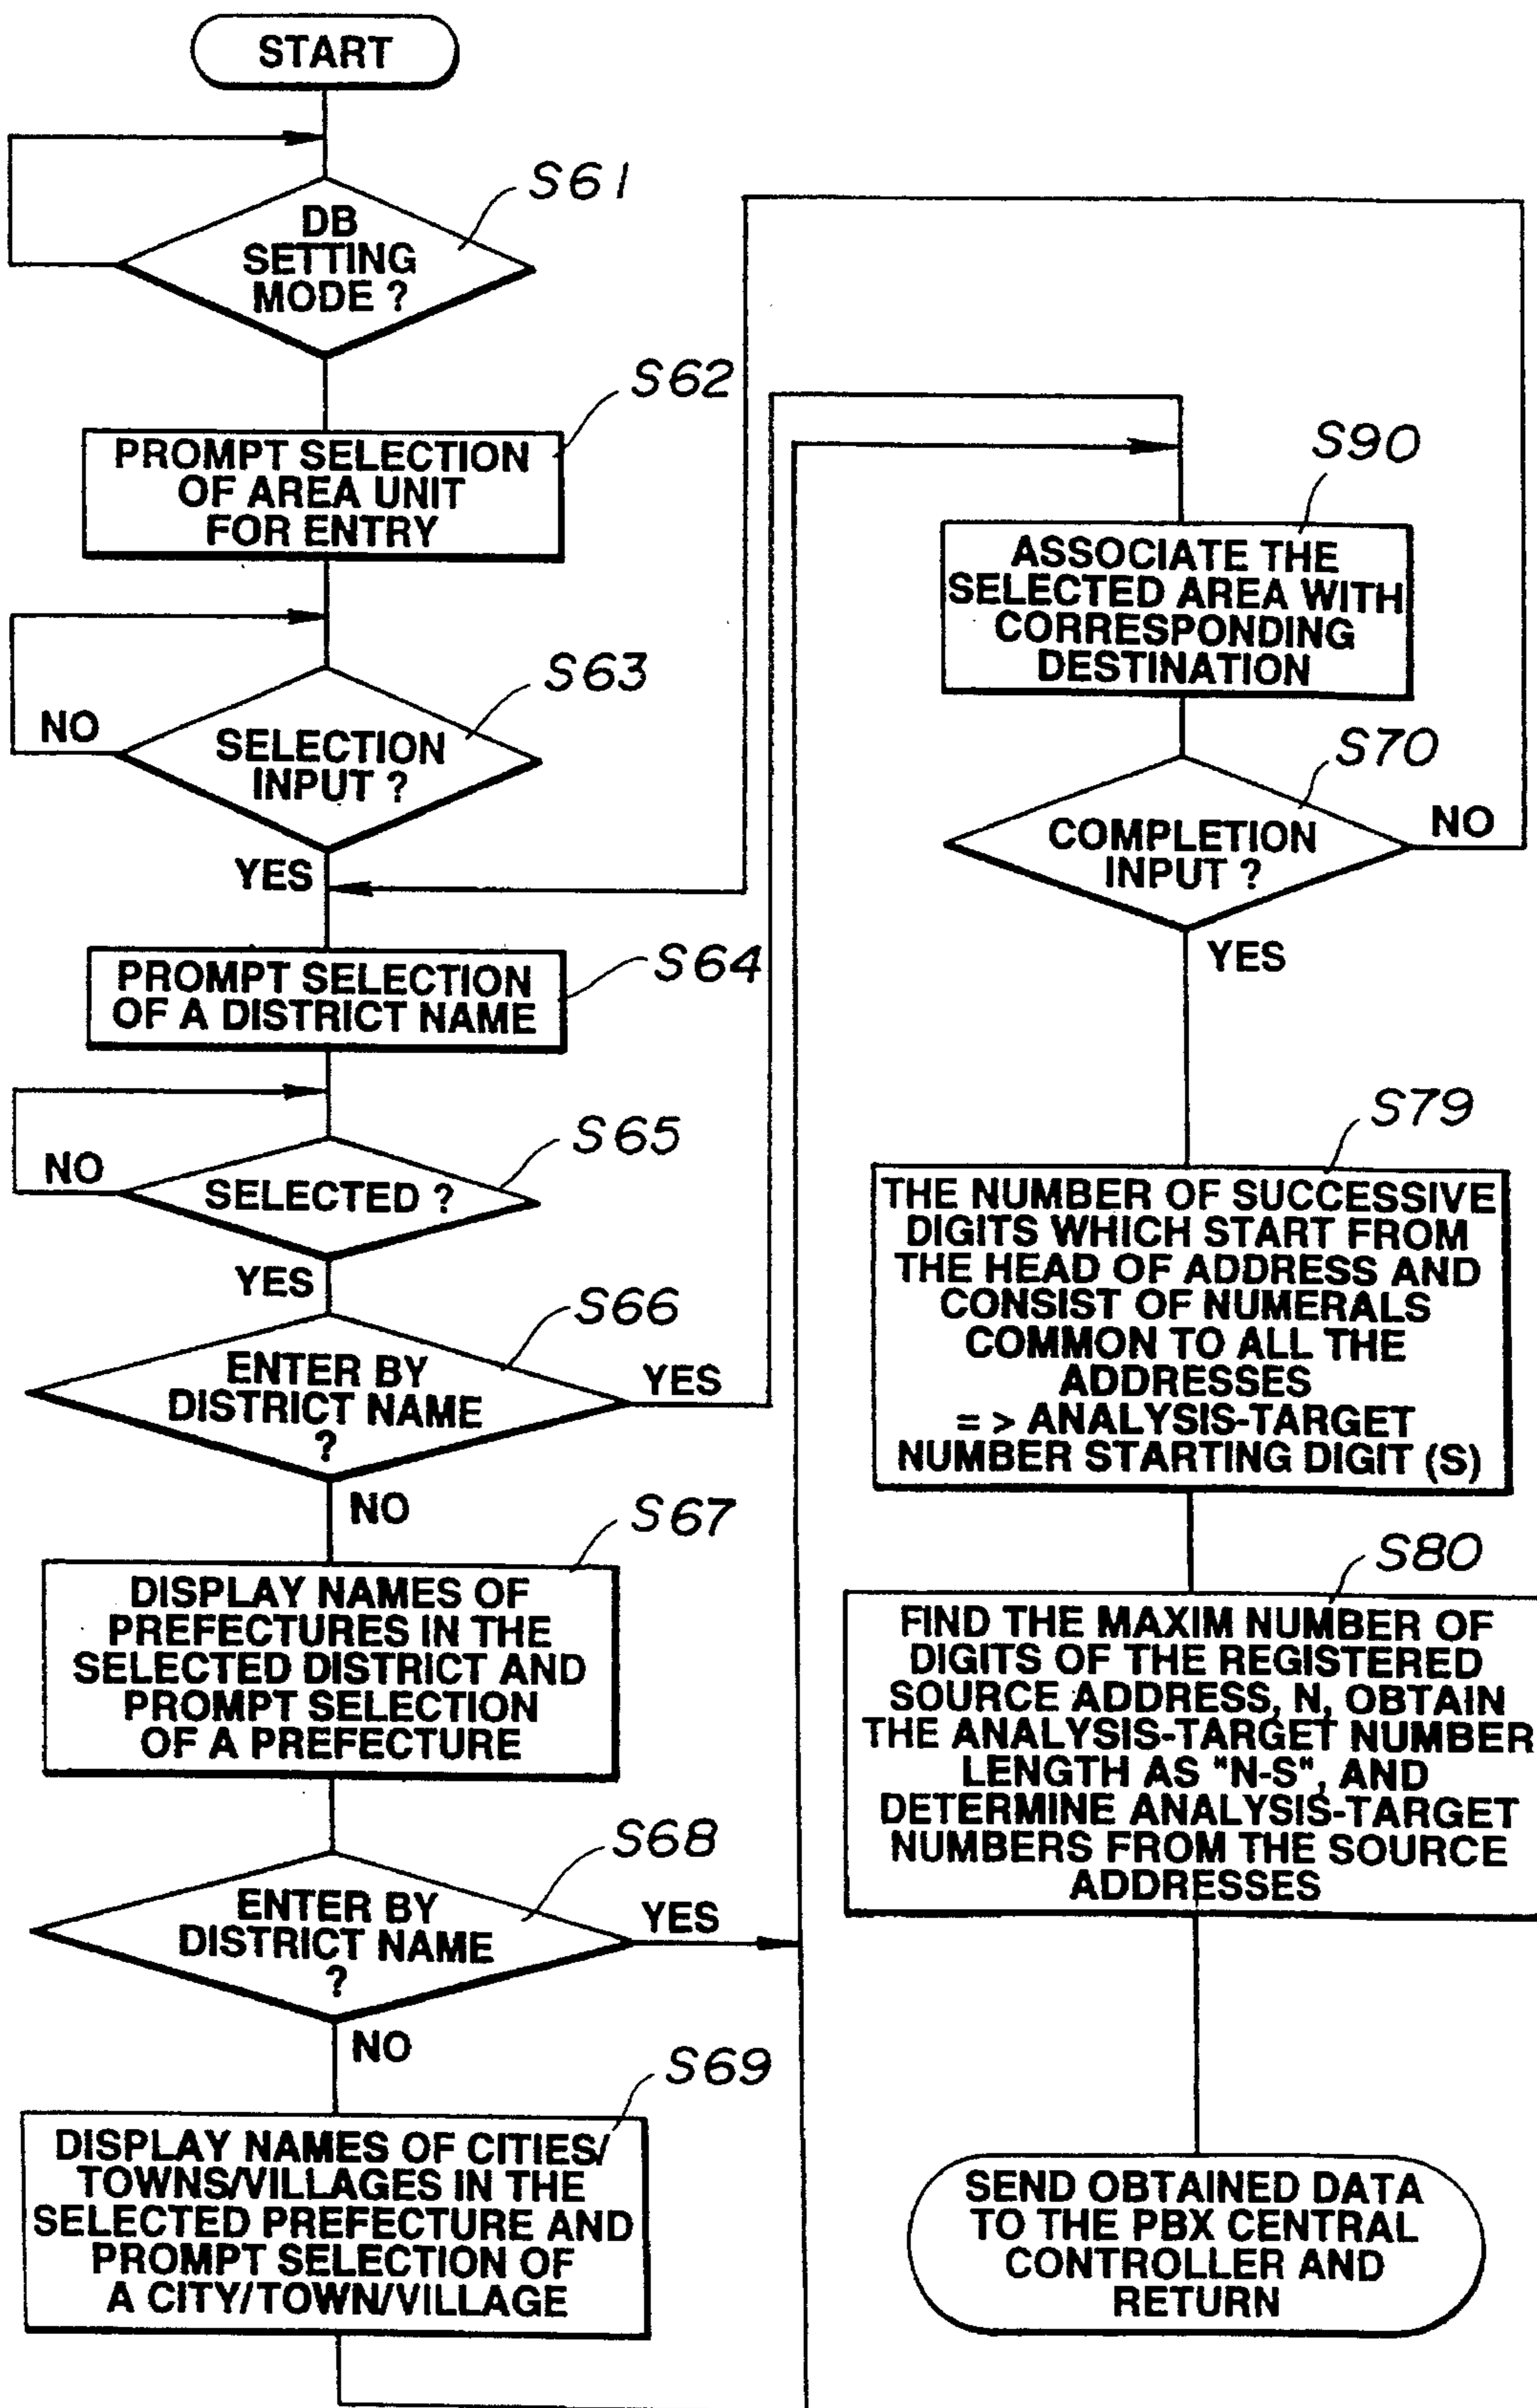 START
S61
DB
SETTING
MODE ?
S62
PROMPT SELECTION
OF AREA UNIT
FOR ENTRY
S63
NO
SELECTION
INPUT ?
YES
S64
PROMPT SELECTION
OF A DISTRICT NAME
S65
NO
SELECTED ?
YES
S66
ENTER BY
DISTRICT NAME
?
YES
NO
S67
DISPLAY NAMES OF
PREFECTURES IN THE
SELECTED DISTRICT AND
PROMPT SELECTION
OF A PREFECTURE
S68
ENTER BY
DISTRICT NAME
?
YES
NO
S69
DISPLAY NAMES OF CITIES/
TOWNS/VILLAGES IN THE
SELECTED PREFECTURE AND
PROMPT SELECTION OF
A CITY/TOWN/VILLAGE
S90
ASSOCIATE THE
SELECTED AREA WITH
CORRESPONDING
DESTINATION
S70
COMPLETION
INPUT ?
NO
YES
S79
THE NUMBER OF SUCCESSIVE
DIGITS WHICH START FROM
THE HEAD OF ADDRESS AND
CONSIST OF NUMERALS
COMMON TO ALL THE
ADDRESSES
= > ANALYSIS-TARGET
NUMBER STARTING DIGIT (S)
S80
FIND THE MAXIM NUMBER OF
DIGITS OF THE REGISTERED
SOURCE ADDRESS, N, OBTAIN
THE ANALYSIS-TARGET NUMBER
LENGTH AS "N-S", AND
DETERMINE ANALYSIS-TARGET
NUMBERS FROM THE SOURCE
ADDRESSES
SEND OBTAINED DATA
TO THE PBX CENTRAL
CONTROLLER AND
RETURN